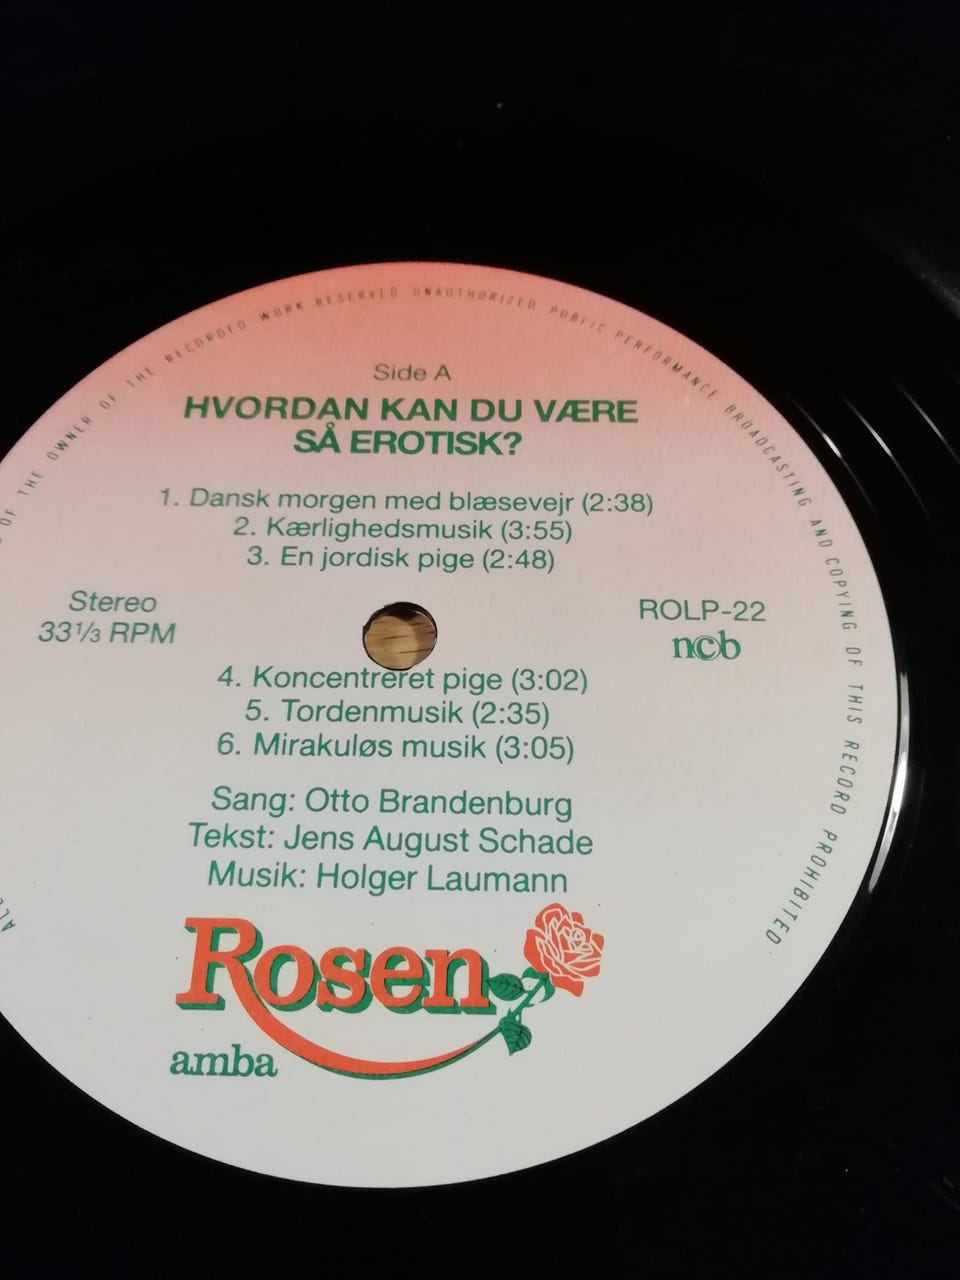 OF THE OWNER OF THE RECORDED WORK RESERVED UNAUTHORIZED PUBLIC PERFORMANCE BROADCASTING AND COPYING OF THIS RECORD PROHIBITED
Side A
HVORDAN KAN DU VÆRE
SÅ EROTISK?
1. Dansk morgen med blæsevejr (2:38)
2. Kærlighedsmusik (3:55)
3. En jordisk pige (2:48)
Stereo
33 1/3 RPM
ROLP-22
ncb
4. Koncentreret pige (3:02)
5. Tordenmusik (2:35)
6. Mirakuløs musik (3:05)
Sang: Otto Brandenburg
Tekst: Jens August Schade
Musik: Holger Laumann
Rosen
amba